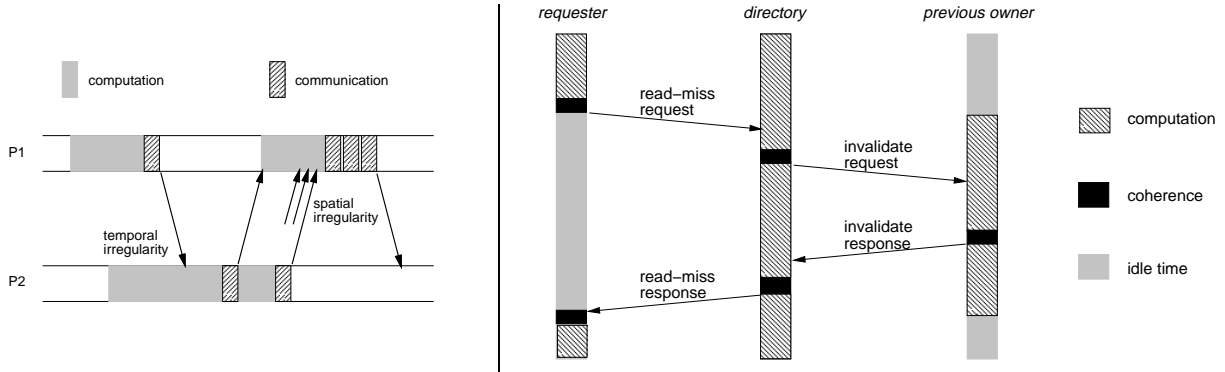 computation
communication
P1
spatial
irregularity
temporal
irregularity
P2
requester
directory
previous owner
read-miss
request
invalidate
request
invalidate
response
read-miss
response
computation
coherence
idle time